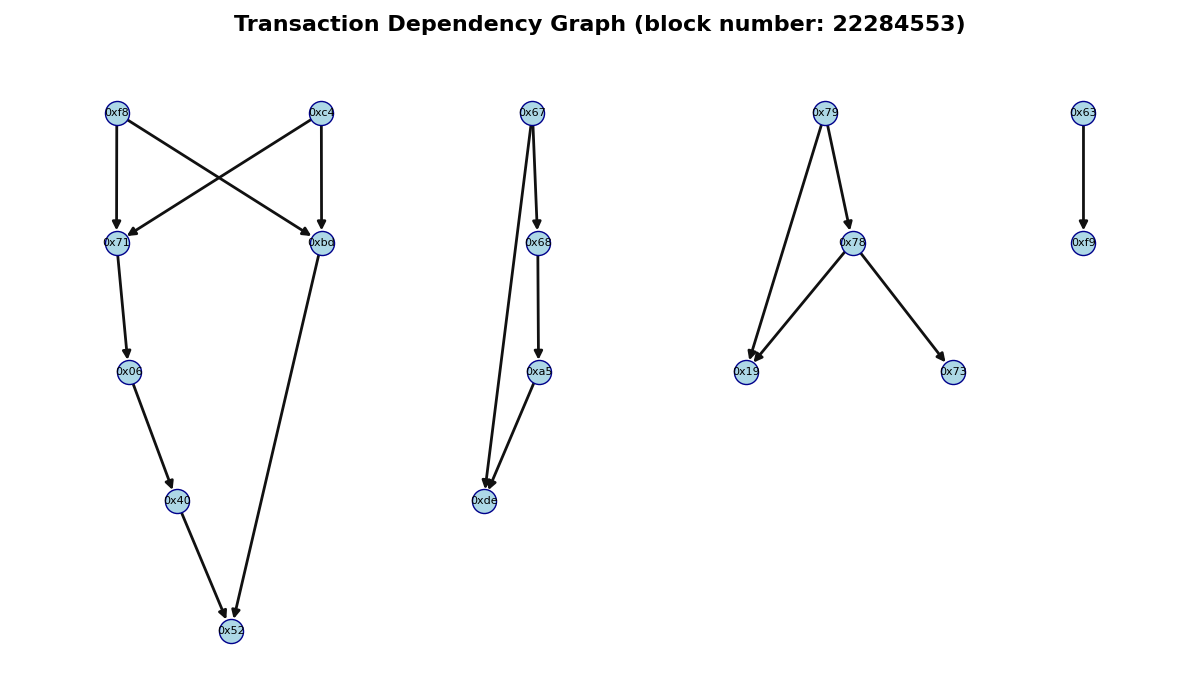 Transaction Dependency Graph (block number: 22284553)
0xf8 0xc4 0x67 0x79 0x63
0x71 0xbd 0x68 0x78 0xf9
0x06 0xa5 0x19 0x73
0x40 0xde
0x52